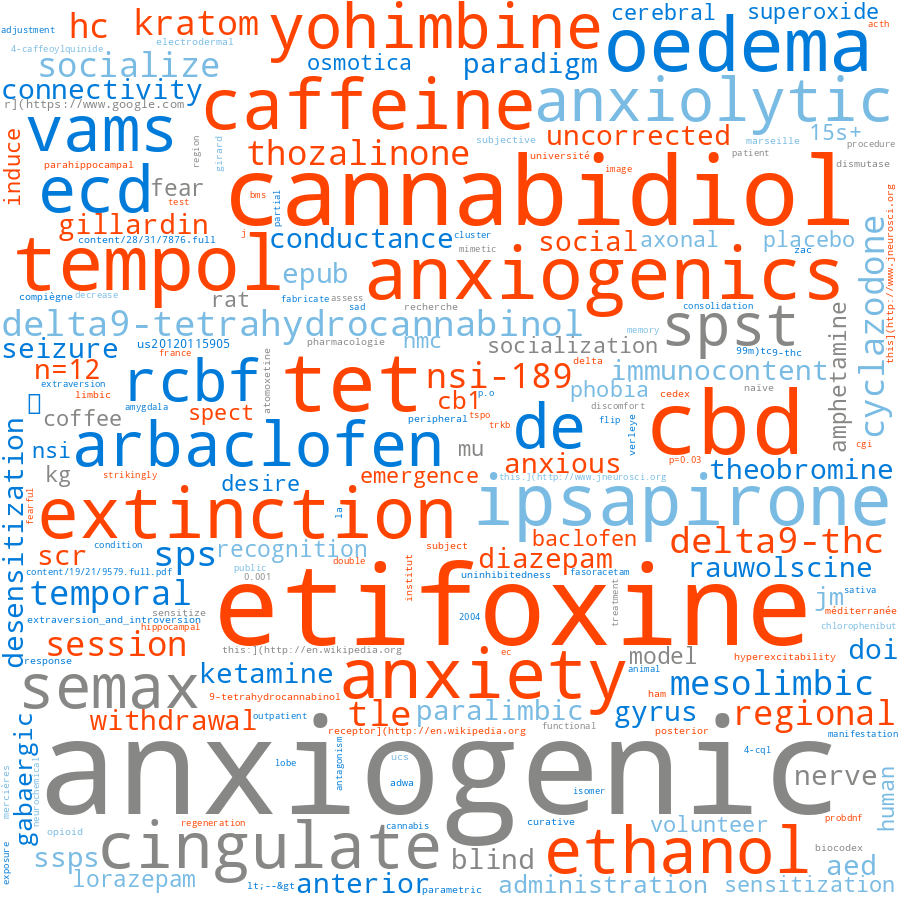 adjustment
hc
kratom
yohimbine
cerebral
superoxide
acth
4-caffeoylquinide
electrodermal
socialize
osmotica
paradigm
oedema
connectivity
r](https://www.google.com
caffeine
anxiolytic
vams
induce
region
girard
subjective
uncorrected
marseille
15s+
procedure
thozalinone
université
patient
dismutase
parahippocampal
ecd
fear
test
bms
partial
image
cannabidiol
gillardin
content/28/31/7876.full
j
conductance
cluster
mimetic
social
axonal
placebo
zac
this](http://www.jneurosci.org
tempol
epub
anxiogenics
cyclazodone
compiègne
decrease
rat
fabricate
assess
sad
recherche
consolidation
delta9-tetrahydrocannabinol
spst
memory
amphetamine
seizure
us20120115905
pharmacologie
nmc
socialization
99m)tc
9-thc
france
atomoxetine
n=12
rcbf
tet
nsi-189
delta
immunocontent
extraversion
limbic
p.o
phobia
naïve
cb1
cedex
cbd
amygdala
spect
coffee
peripheral
tspo
trkb
discomfort
flip
verleye
de
mu
arbaclofen
nsi
cgi
desensitization
kg
strikingly
desire
emergence
anxious
p=0.03
theobromine
this.](http://www.jneurosci.org
fearful
extinction
la
ipsapirone
scr
condition
sps
recognition
subject
baclofen
delta9-thc
content/19/21/9579.full.pdf
public
0.001
double
institut
diazepam
uninhibitedness
fasoracetam
rauwolscine
temporal
etifoxine
treatment
jm
sativa
sensitize
2004
méditerranée
extraversion_and_introversion
hippocampal
chlorophenibut
session
this:](http://en.wikipedia.org
ec
model
hyperexcitability
doi
response
ketamine
anxiety
animal
semax
9-tetrahydrocannabinol
ham
mesolimbic
withdrawal
outpatient
tle
paralimbic
gyrus
regional
receptor](http://en.wikipedia.org
functional
posterior
manifestation
gabaergic
anxiogenic
antagonism
lobe
ucs
adwa
4-cql
nerve
human
mercières
neurochemical
isomer
opioid
regeneration
cannabis
curative
volunteer
probdnf
cingulate
blind
ethanol
biocodex
ssps
aed
exposure
lorazepam
lt;--&gt
anterior
parametric
administration
sensitization